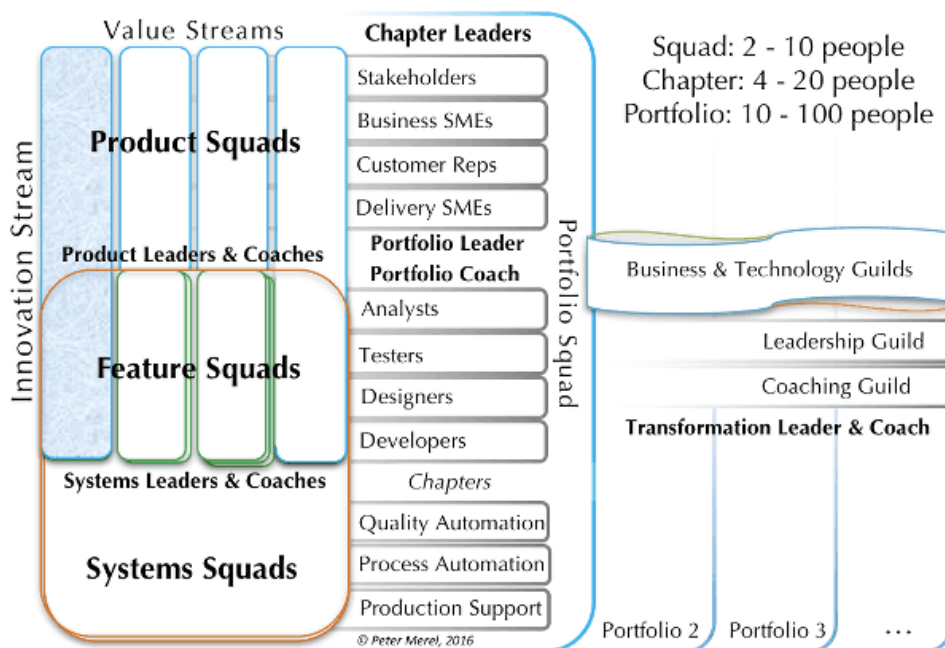 Value Streams
Innovation Stream
Product Squads
Product Leaders & Coaches
Feature Squads
Systems Leaders & Coaches
Systems Squads
Chapter Leaders
Stakeholders
Business SMEs
Customer Reps
Delivery SMEs
Portfolio Leader
Portfolio Coach
Analysts
Testers
Designers
Developers
Chapters
Quality Automation
Process Automation
Production Support
© Peter Merel, 2016
Portfolio Squad
Squad: 2 - 10 people
Chapter: 4 - 20 people
Portfolio: 10 - 100 people
Business & Technology Guilds
Leadership Guild
Coaching Guild
Transformation Leader & Coach
Portfolio 2
Portfolio 3
...